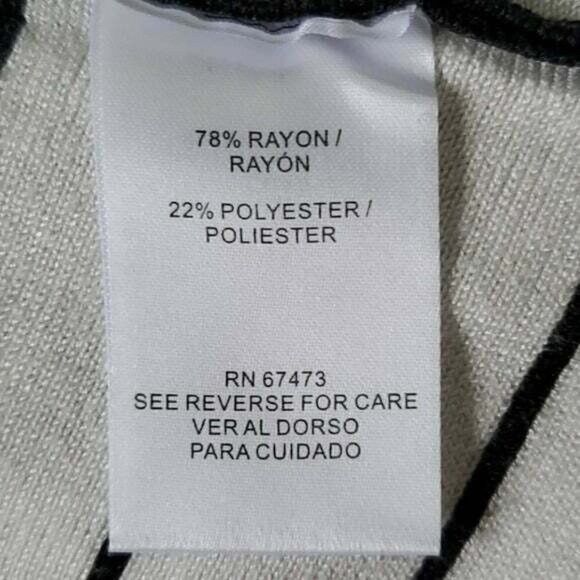 78% RAYON /
RAYÓN
22% POLYESTER /
POLIESTER
RN 67473
SEE REVERSE FOR CARE
VER AL DORSO
PARA CUIDADO